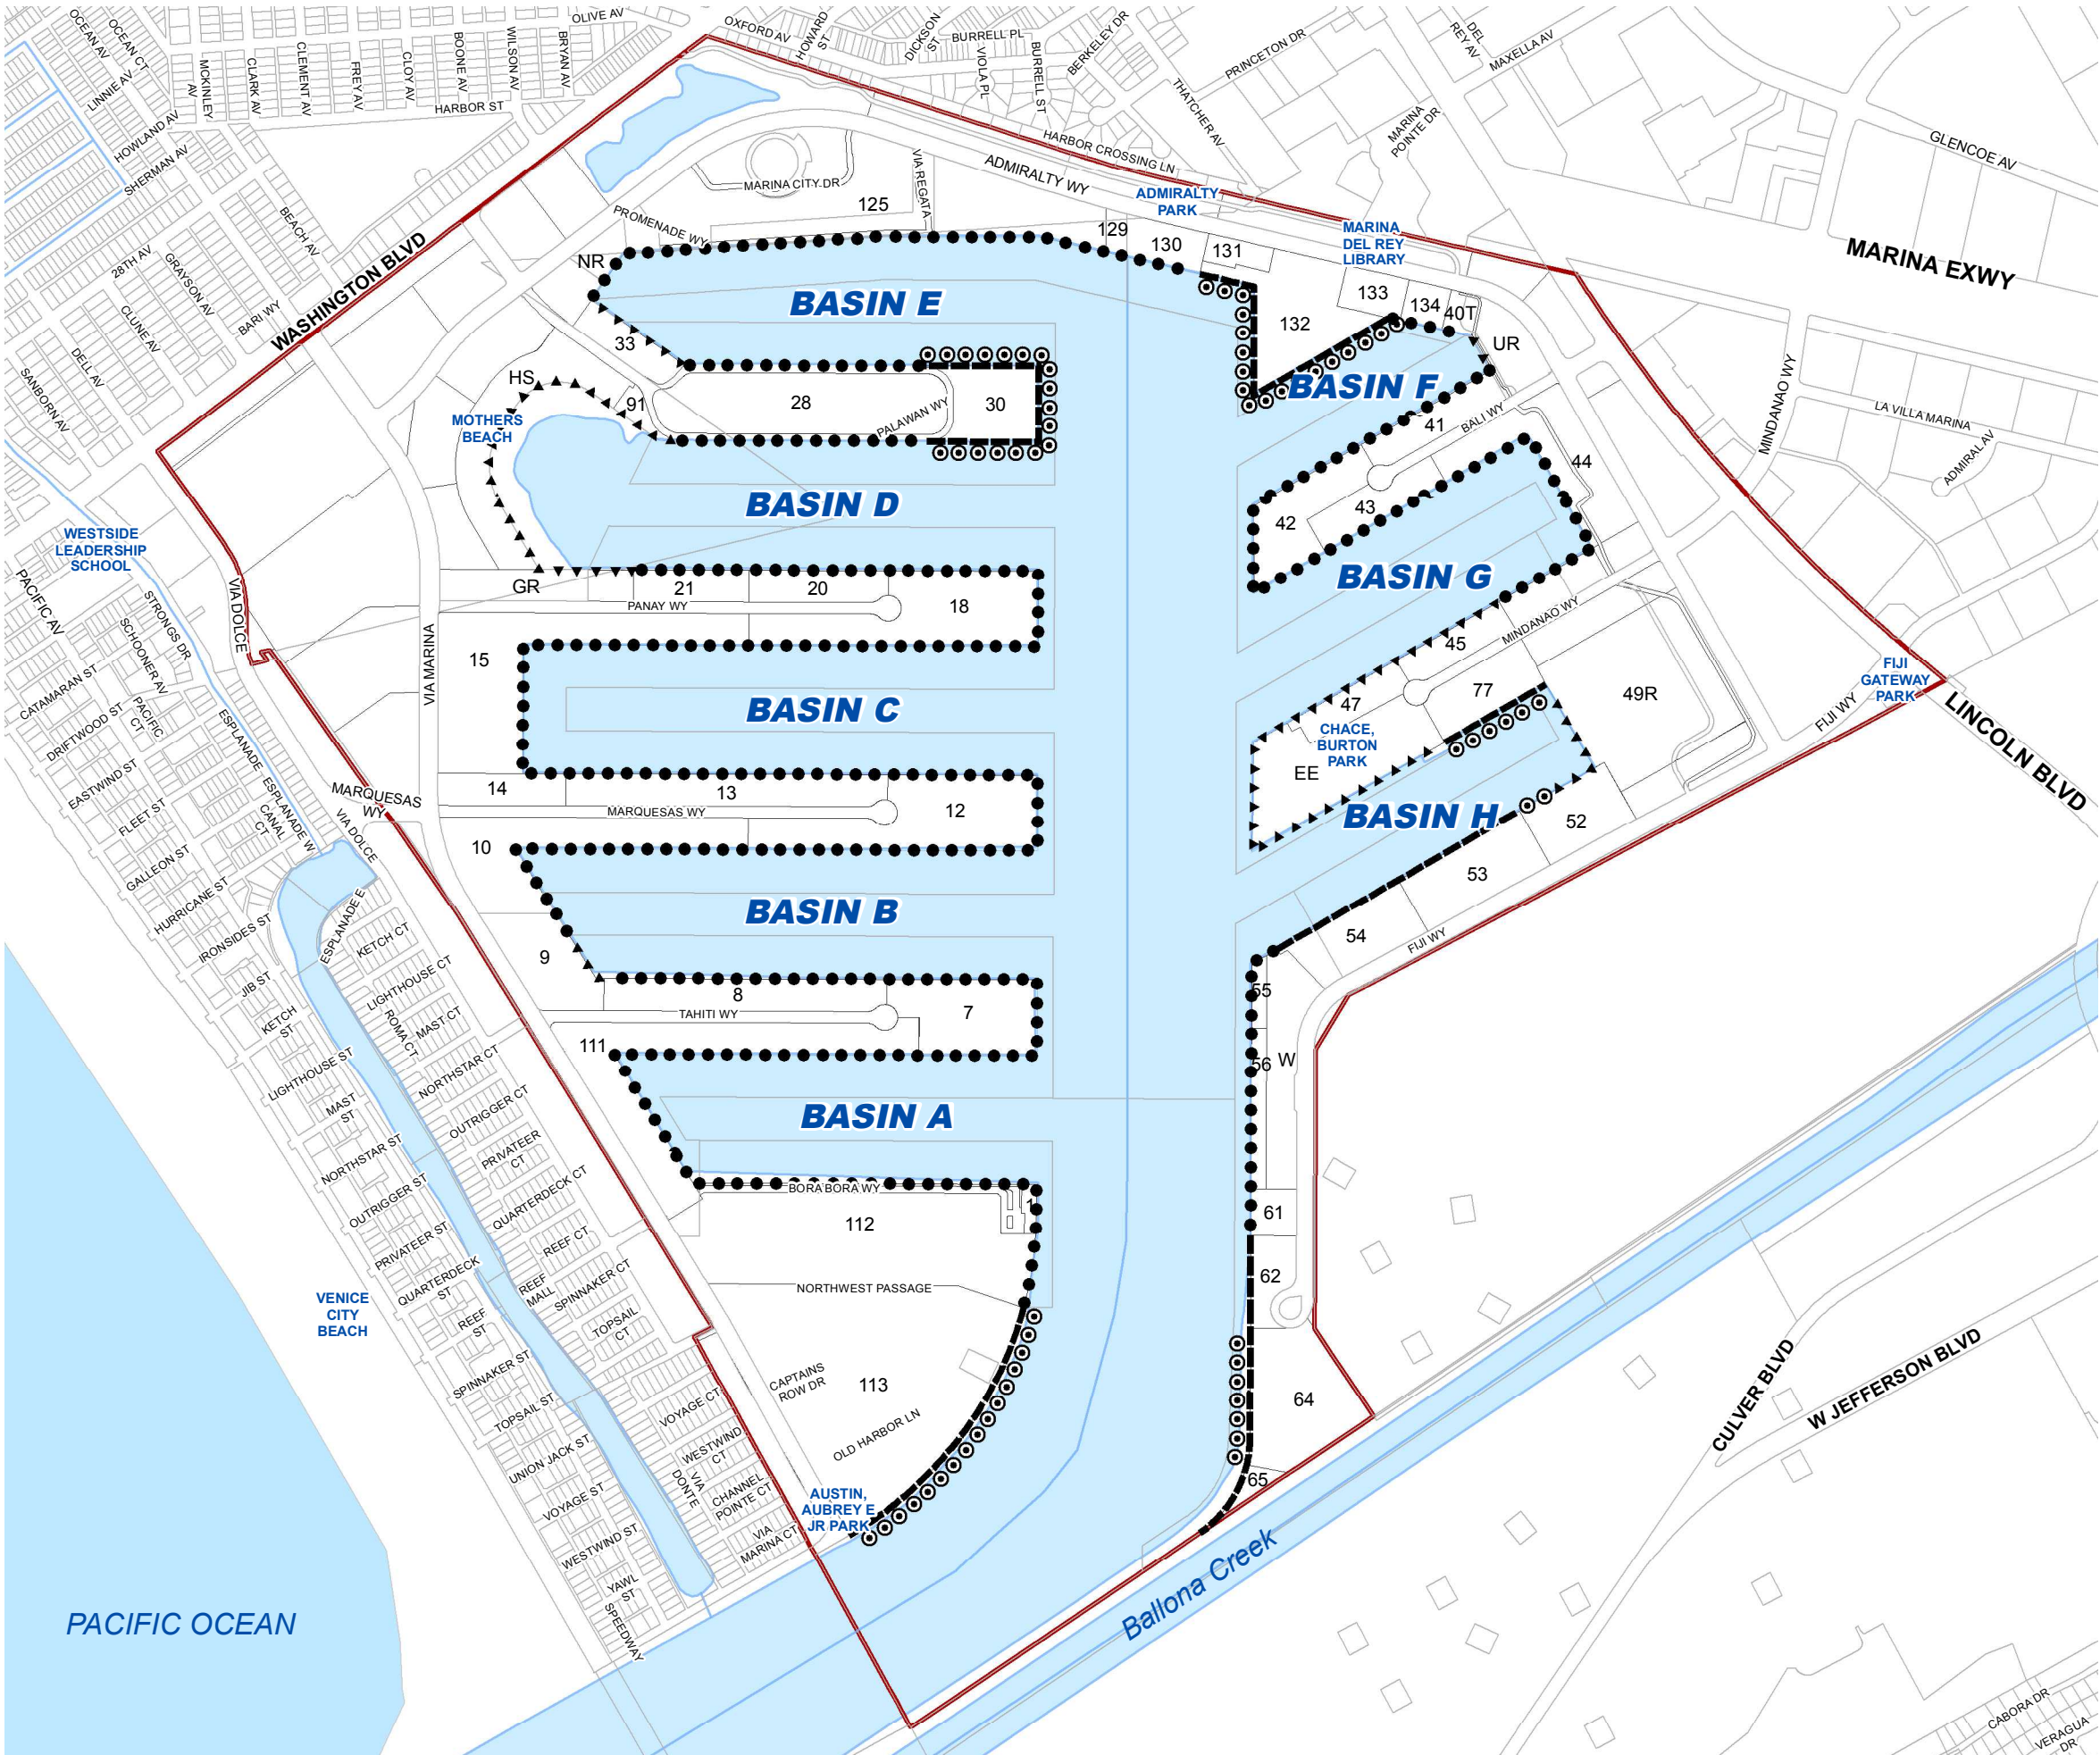 OLIVE AV
OXFORD AV
HOWARD
ST
DICKSON
ST
BURRELL PL
BERKELEY DR
DEL
REY AV
MAXELLA AV
OCEAN AV
OCEAN CT
LINNIE AV
MCKINLEY
AV
CLARK AV
CLEMENT AV
FREY AV
CLOY AV
BOONE AV
WILSON AV
BRYAN AV
VIOLA PL
BURRELL ST
PRINCETON DR
HARBOR ST
THATCHER AV
MARINA
POINTE DR
GLENCOE AV
HOWLAND AV
SHERMAN AV
HARBOR CROSSING LN
ADMIRALTY WY
VIA REGATA
MARINA CITY DR
125
ADMIRALTY
PARK
BEACH AV
PROMENADE WY
129
130
131
MARINA
DEL REY
LIBRARY
MARINA EXWY
28TH AV
GRAYSON AV
WASHINGTON BLVD
NR
BASIN E
133
134
40T
132
UR
CLUNE AV
BARI WY
33
DELL AV
HS
91
28
PALAWAN WY
30
BASIN F
MINDANAO WY
LA VILLA MARINA
ADMIRAL AV
SANBORN AV
MOTHERS
BEACH
41
BALI WY
44
BASIN D
42
43
WESTSIDE
LEADERSHIP
SCHOOL
PACIFIC AV
VIA DOLCE
GR
21
20
18
PANAY WY
BASIN G
STRONGS DR
SCHOONER AV
VIA MARINA
15
45
MINDANAO WY
CATAMARAN ST
PACIFIC
CT
47
77
49R
FIJI
GATEWAY
PARK
FIJI WY
LINCOLN BLVD
DRIFTWOOD ST
ESPLANADE
BASIN C
CHACE,
BURTON
PARK
EE
EASTWIND ST
ESPLANADE W
MARQUESAS
WY
14
13
12
MARQUESAS WY
FLEET ST
CANAL
CT
VIA DOLCE
BASIN H
52
GALLEON ST
10
53
HURRICANE ST
ESPLANADE E
BASIN B
IRONSIDES ST
KETCH CT
9
54
FIJI WY
JIB ST
LIGHTHOUSE CT
8
7
55
KETCH
ST
ROMA CT
MAST CT
TAHITI WY
LIGHTHOUSE ST
NORTHSTAR CT
111
56
W
MAST
ST
OUTRIGGER CT
BASIN A
NORTHSTAR ST
PRIVATEER
CT
OUTRIGGER ST
QUARTERDECK CT
BORA BORA WY
1
112
61
PRIVATEER ST
REEF CT
QUARTERDECK
ST
REEF
MALL
SPINNAKER CT
NORTHWEST PASSAGE
62
VENICE
CITY
BEACH
REEF
ST
TOPSAIL
CT
SPINNAKER ST
CAPTAINS
ROW DR
113
64
CULVER BLVD
W JEFFERSON BLVD
TOPSAIL ST
VOYAGE CT
OLD HARBOR LN
UNION JACK ST
WESTWIND
CT
VIA
DONTE
CHANNEL
POINTE CT
65
VOYAGE ST
AUSTIN,
AUBREY E
JR PARK
WESTWIND ST
VIA
MARINA CT
YAWL
ST
SPEEDWAY
Ballona Creek
PACIFIC OCEAN
CABORA DR
VERAGUA
DR